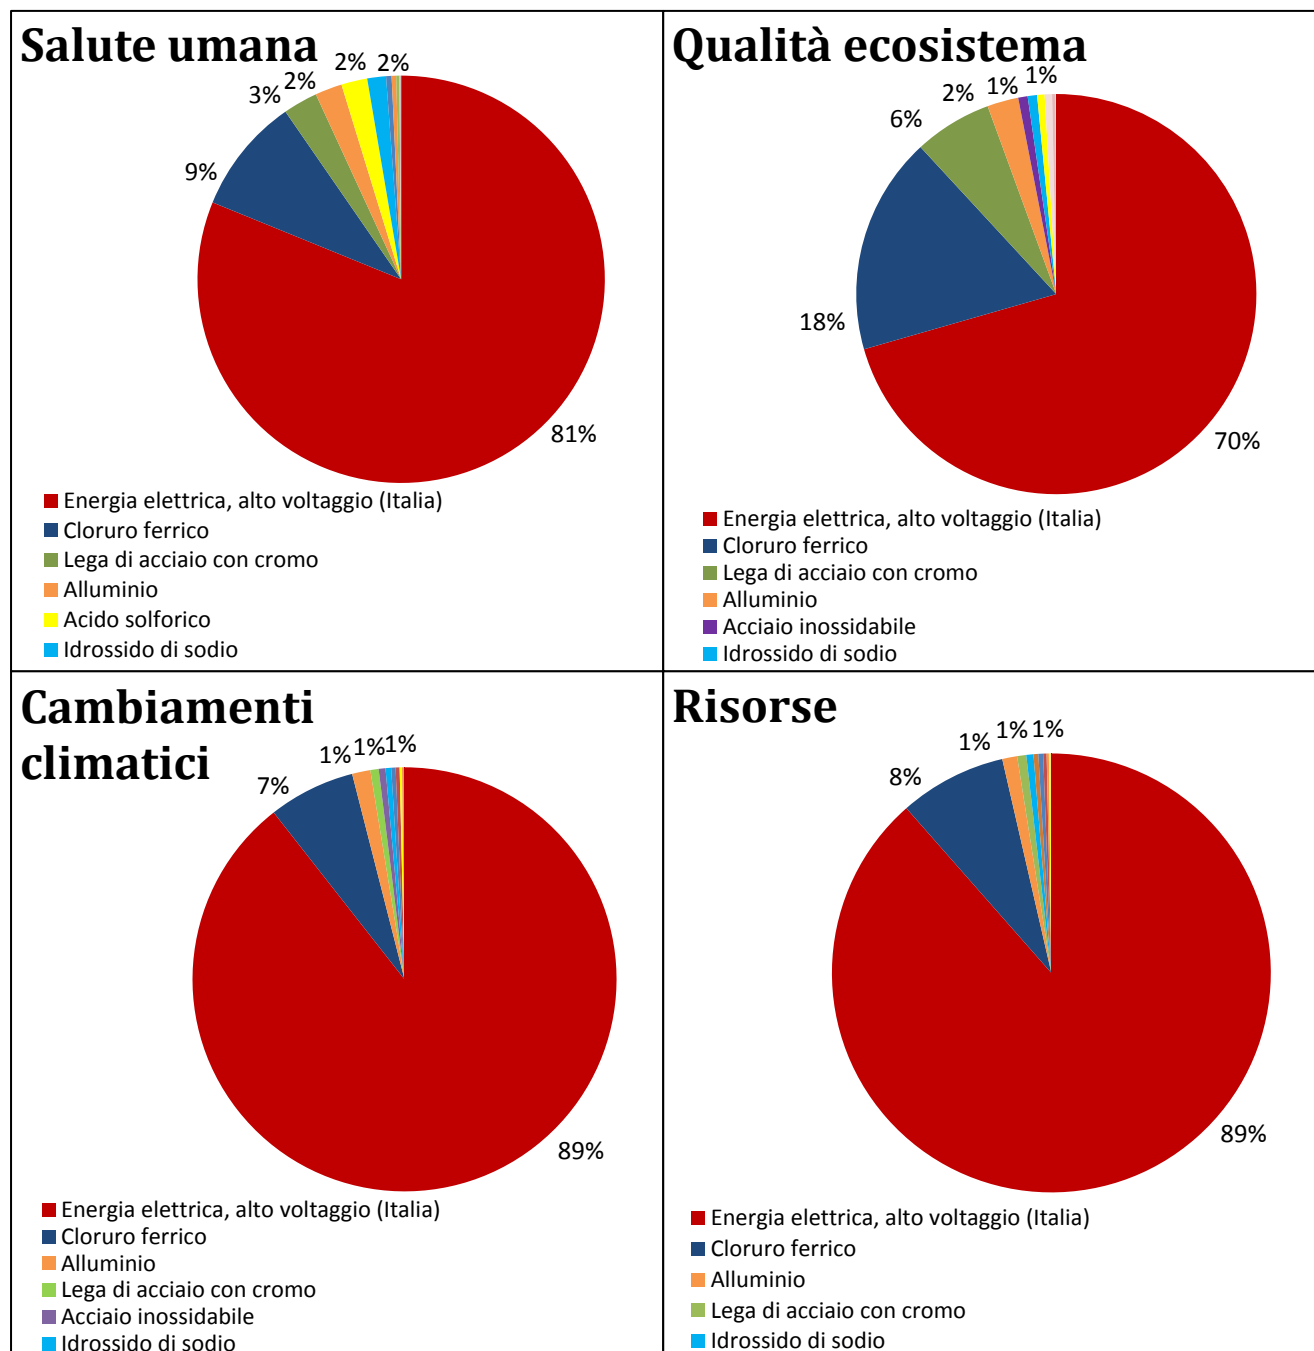 Salute umana
2%
2%
2%
3%
9%
81%
Energia elettrica, alto voltaggio (Italia)
Cloruro ferrico
Lega di acciaio con cromo
Alluminio
Acido solforico
Idrossido di sodio
Qualità ecosistema
1%
1%
2%
6%
18%
70%
Energia elettrica, alto voltaggio (Italia)
Cloruro ferrico
Lega di acciaio con cromo
Alluminio
Acciaio inossidabile
Idrossido di sodio
Cambiamenti
climatici
1%
1%
1%
7%
89%
Energia elettrica, alto voltaggio (Italia)
Cloruro ferrico
Alluminio
Lega di acciaio con cromo
Acciaio inossidabile
Idrossido di sodio
Risorse
1%
1%
1%
8%
89%
Energia elettrica, alto voltaggio (Italia)
Cloruro ferrico
Alluminio
Lega di acciaio con cromo
Idrossido di sodio